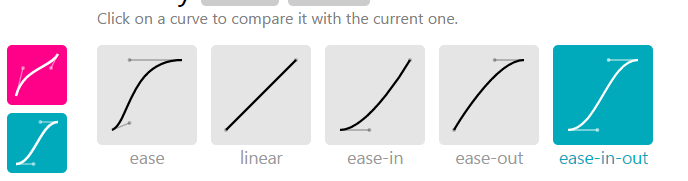 Click on a curve to compare it with the current one.
ease
linear
ease-in
ease-out
ease-in-out